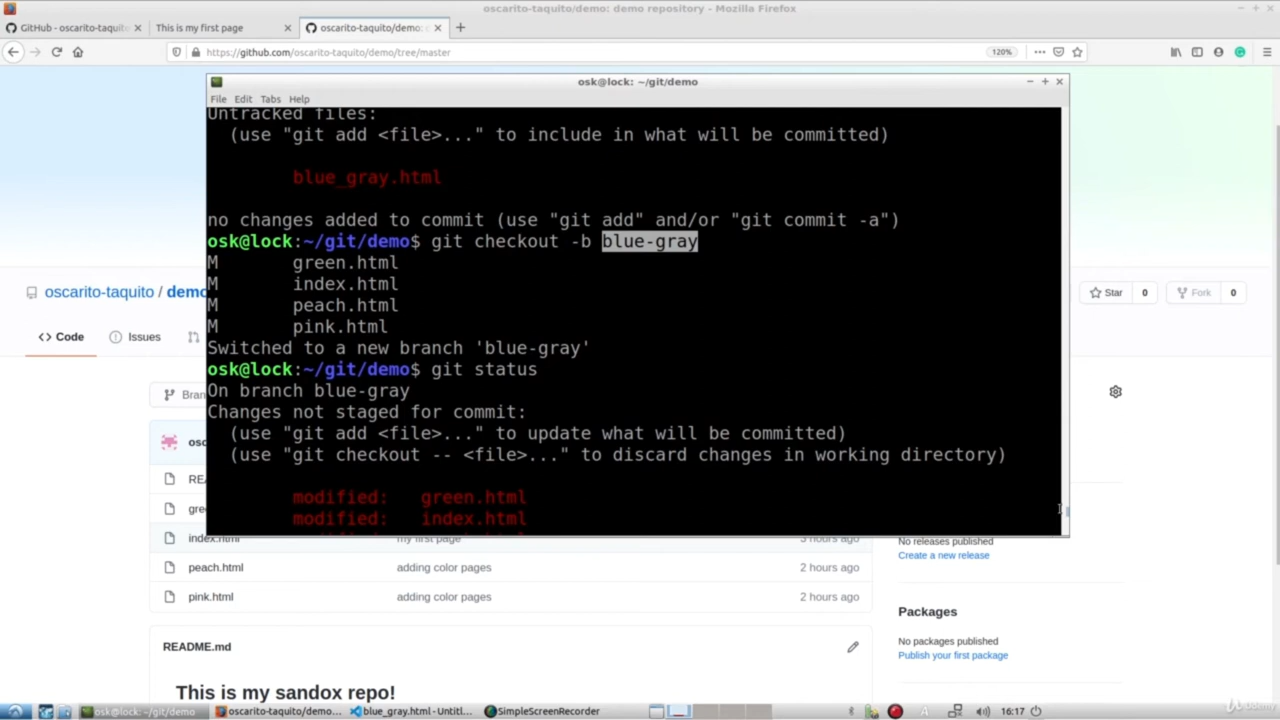 oscarito-taquito/demo: demo repository - Mozilla Firefox
GitHub - oscarito-taquito/d
This is my first page
oscarito-taquito/demo:
https://github.com/oscarito-taquito/demo/tree/master
120%
osk@lock: ~/git/demo
File Edit Tabs Help
Untracked files:
(use "git add <file>..." to include in what will be committed)
blue_gray.html
no changes added to commit (use "git add" and/or "git commit -a")
osk@lock:~/git/demo$ git checkout -b blue-gray
M green.html
M index.html
M peach.html
M pink.html
Switched to a new branch 'blue-gray'
osk@lock:~/git/demo$ git status
On branch blue-gray
Changes not staged for commit:
(use "git add <file>..." to update what will be committed)
(use "git checkout -- <file>..." to discard changes in working directory)
modified: green.html
modified: index.html
oscarito-taquito / demo
Star 0
Fork 0
Code
Issues
Bran
osc
RE
gre
index.html my first page 3 hours ago
peach.html adding color pages 2 hours ago
pink.html adding color pages 2 hours ago
README.md
This is my sandox repo!
No releases published
Create a new release
Packages
No packages published
Publish your first package
osk@lock: ~/git/demo
oscarito-taquito/demo...
blue_gray.html - Untitl...
SimpleScreenRecorder
A
16:17
Udemy